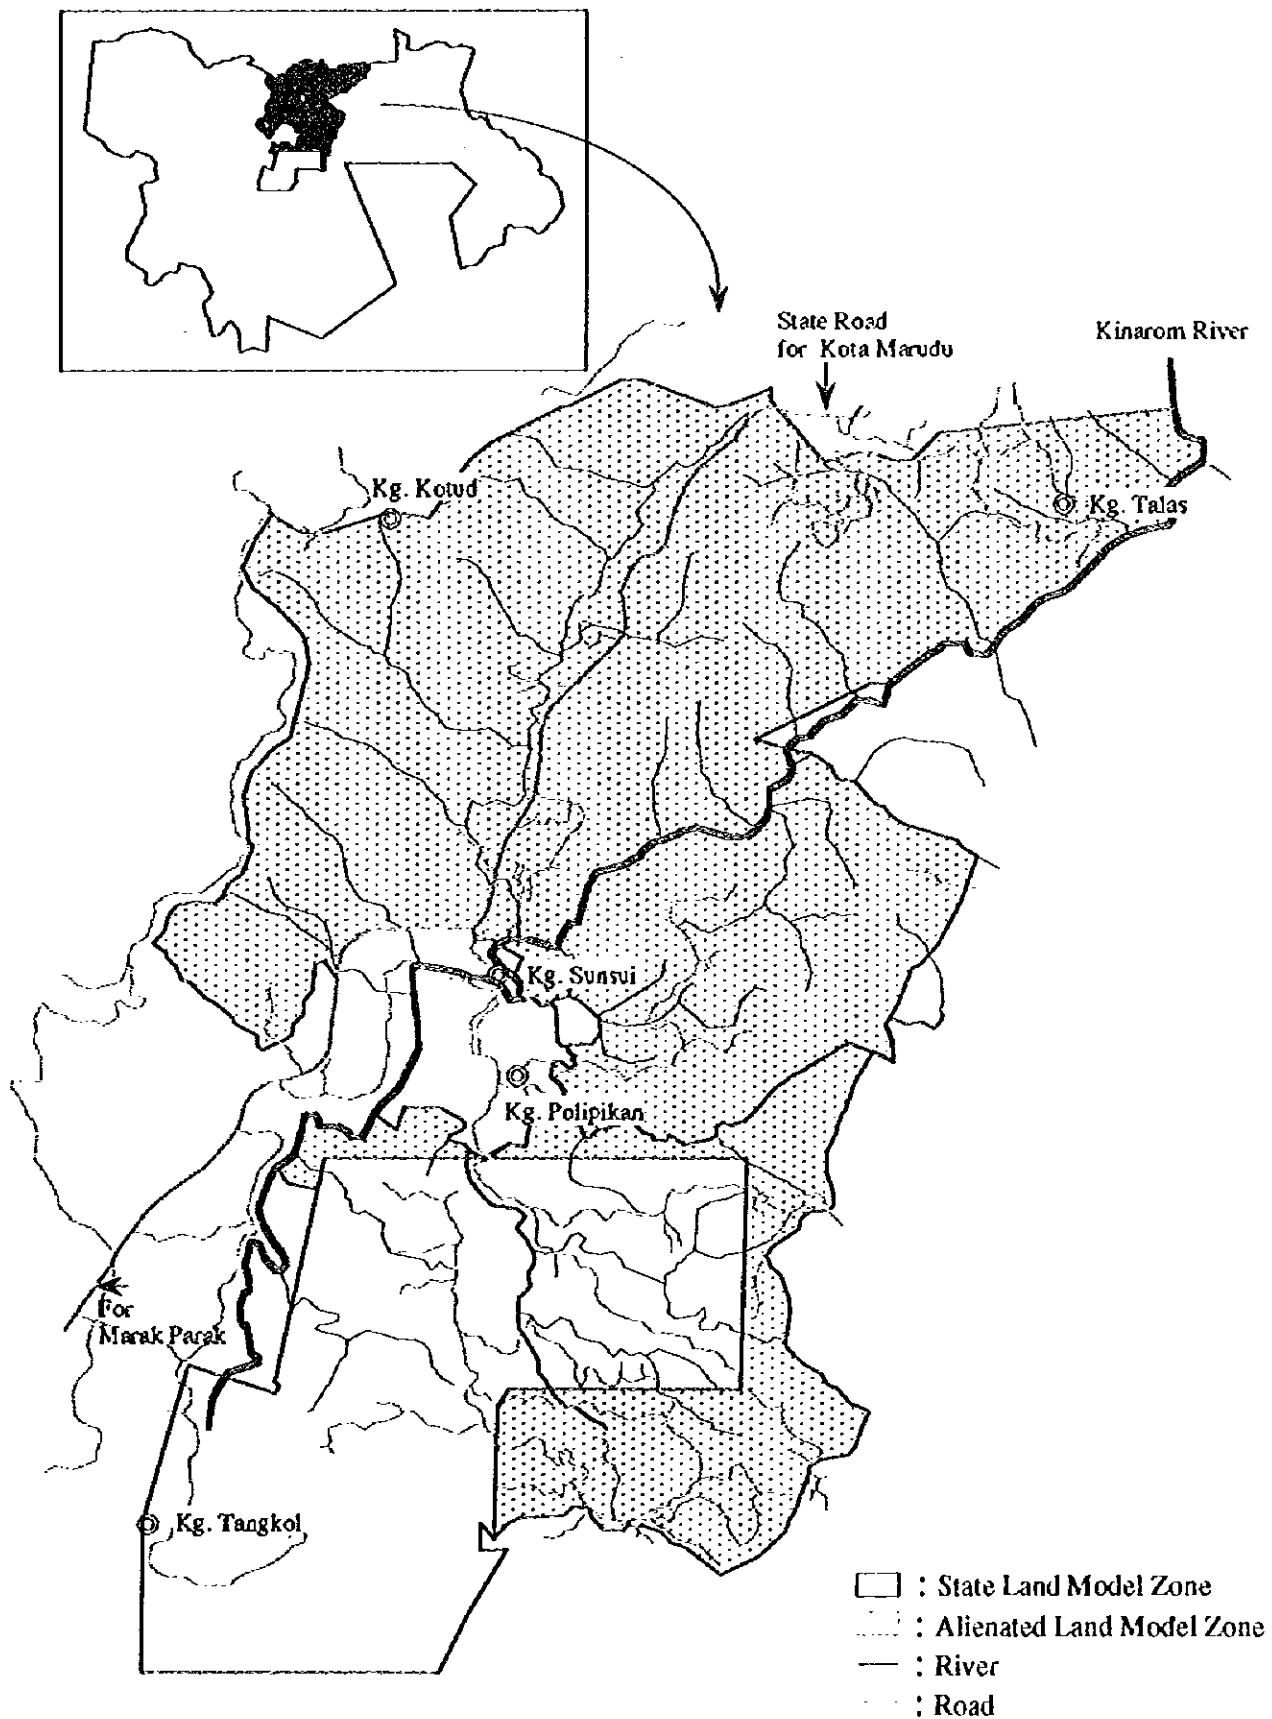 State Road
for Kota Marudu
Kinarom River
Kg. Kotud
Kg. Talas
Kg. Sunsui
Kg. Polipikan
For
Marak Parak
Kg. Tangkol
: State Land Model Zone
: Alienated Land Model Zone
: River
: Road